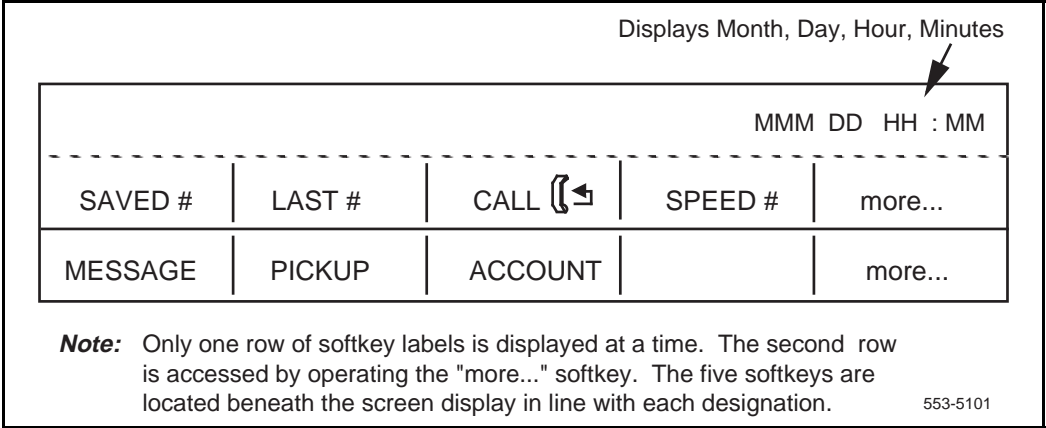 Displays Month, Day, Hour, Minutes
MMM DD HH : MM
SAVED # LAST # CALL SPEED # more...
MESSAGE PICKUP ACCOUNT more...
Note: Only one row of softkey labels is displayed at a time. The second row
is accessed by operating the "more..." softkey. The five softkeys are
located beneath the screen display in line with each designation.
553-5101